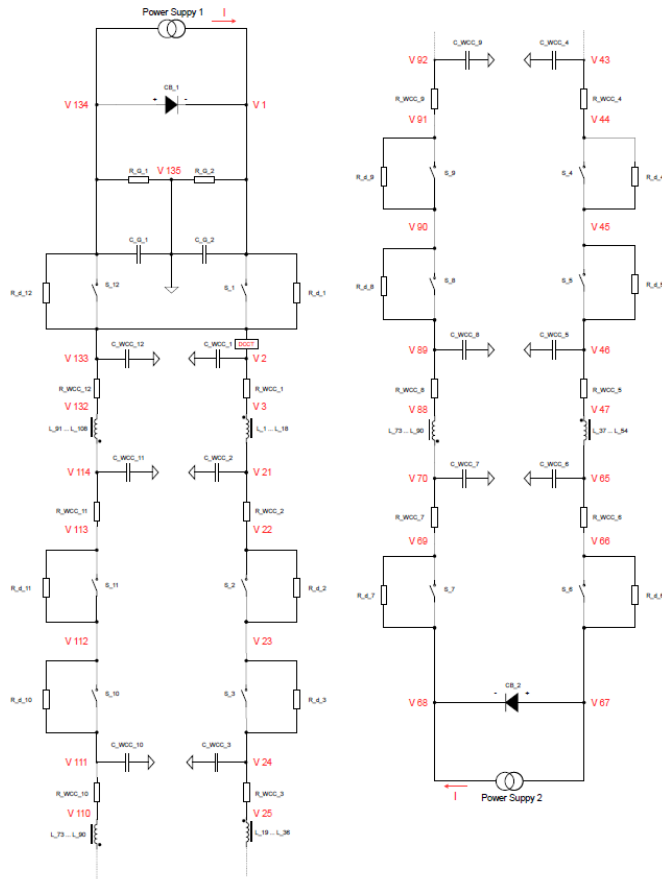 Power Suppy 1
I
CB_1
+
-
V 134
V 1
V 135
R_G_1
R_G_2
C_G_1
C_G_2
R_d_12
S_12
S_1
R_d_1
C_WCC_12
C_WCC_1
DCCT
V 133
V 2
R_WCC_12
R_WCC_1
V 132
V 3
L_91 ... L_108
L_1 ... L_18
C_WCC_11
C_WCC_2
V 114
V 21
R_WCC_11
R_WCC_2
V 113
V 22
R_d_11
S_11
S_2
R_d_2
V 112
V 23
R_d_10
S_10
S_3
R_d_3
C_WCC_10
C_WCC_3
V 111
V 24
R_WCC_10
R_WCC_3
V 110
V 25
L_73 ... L_90
L_19 ... L_36
C_WCC_9
C_WCC_4
V 92
V 43
R_WCC_9
R_WCC_4
V 91
V 44
R_d_9
S_9
S_4
R_d_4
V 90
V 45
R_d_8
S_8
S_5
R_d_5
C_WCC_8
C_WCC_5
V 89
V 46
R_WCC_8
R_WCC_5
V 88
V 47
L_73 ... L_90
L_37 ... L_54
C_WCC_7
C_WCC_6
V 70
V 65
R_WCC_7
R_WCC_6
V 69
V 66
R_d_7
S_7
S_6
R_d_6
CB_2
-
+
V 68
V 67
I
Power Suppy 2